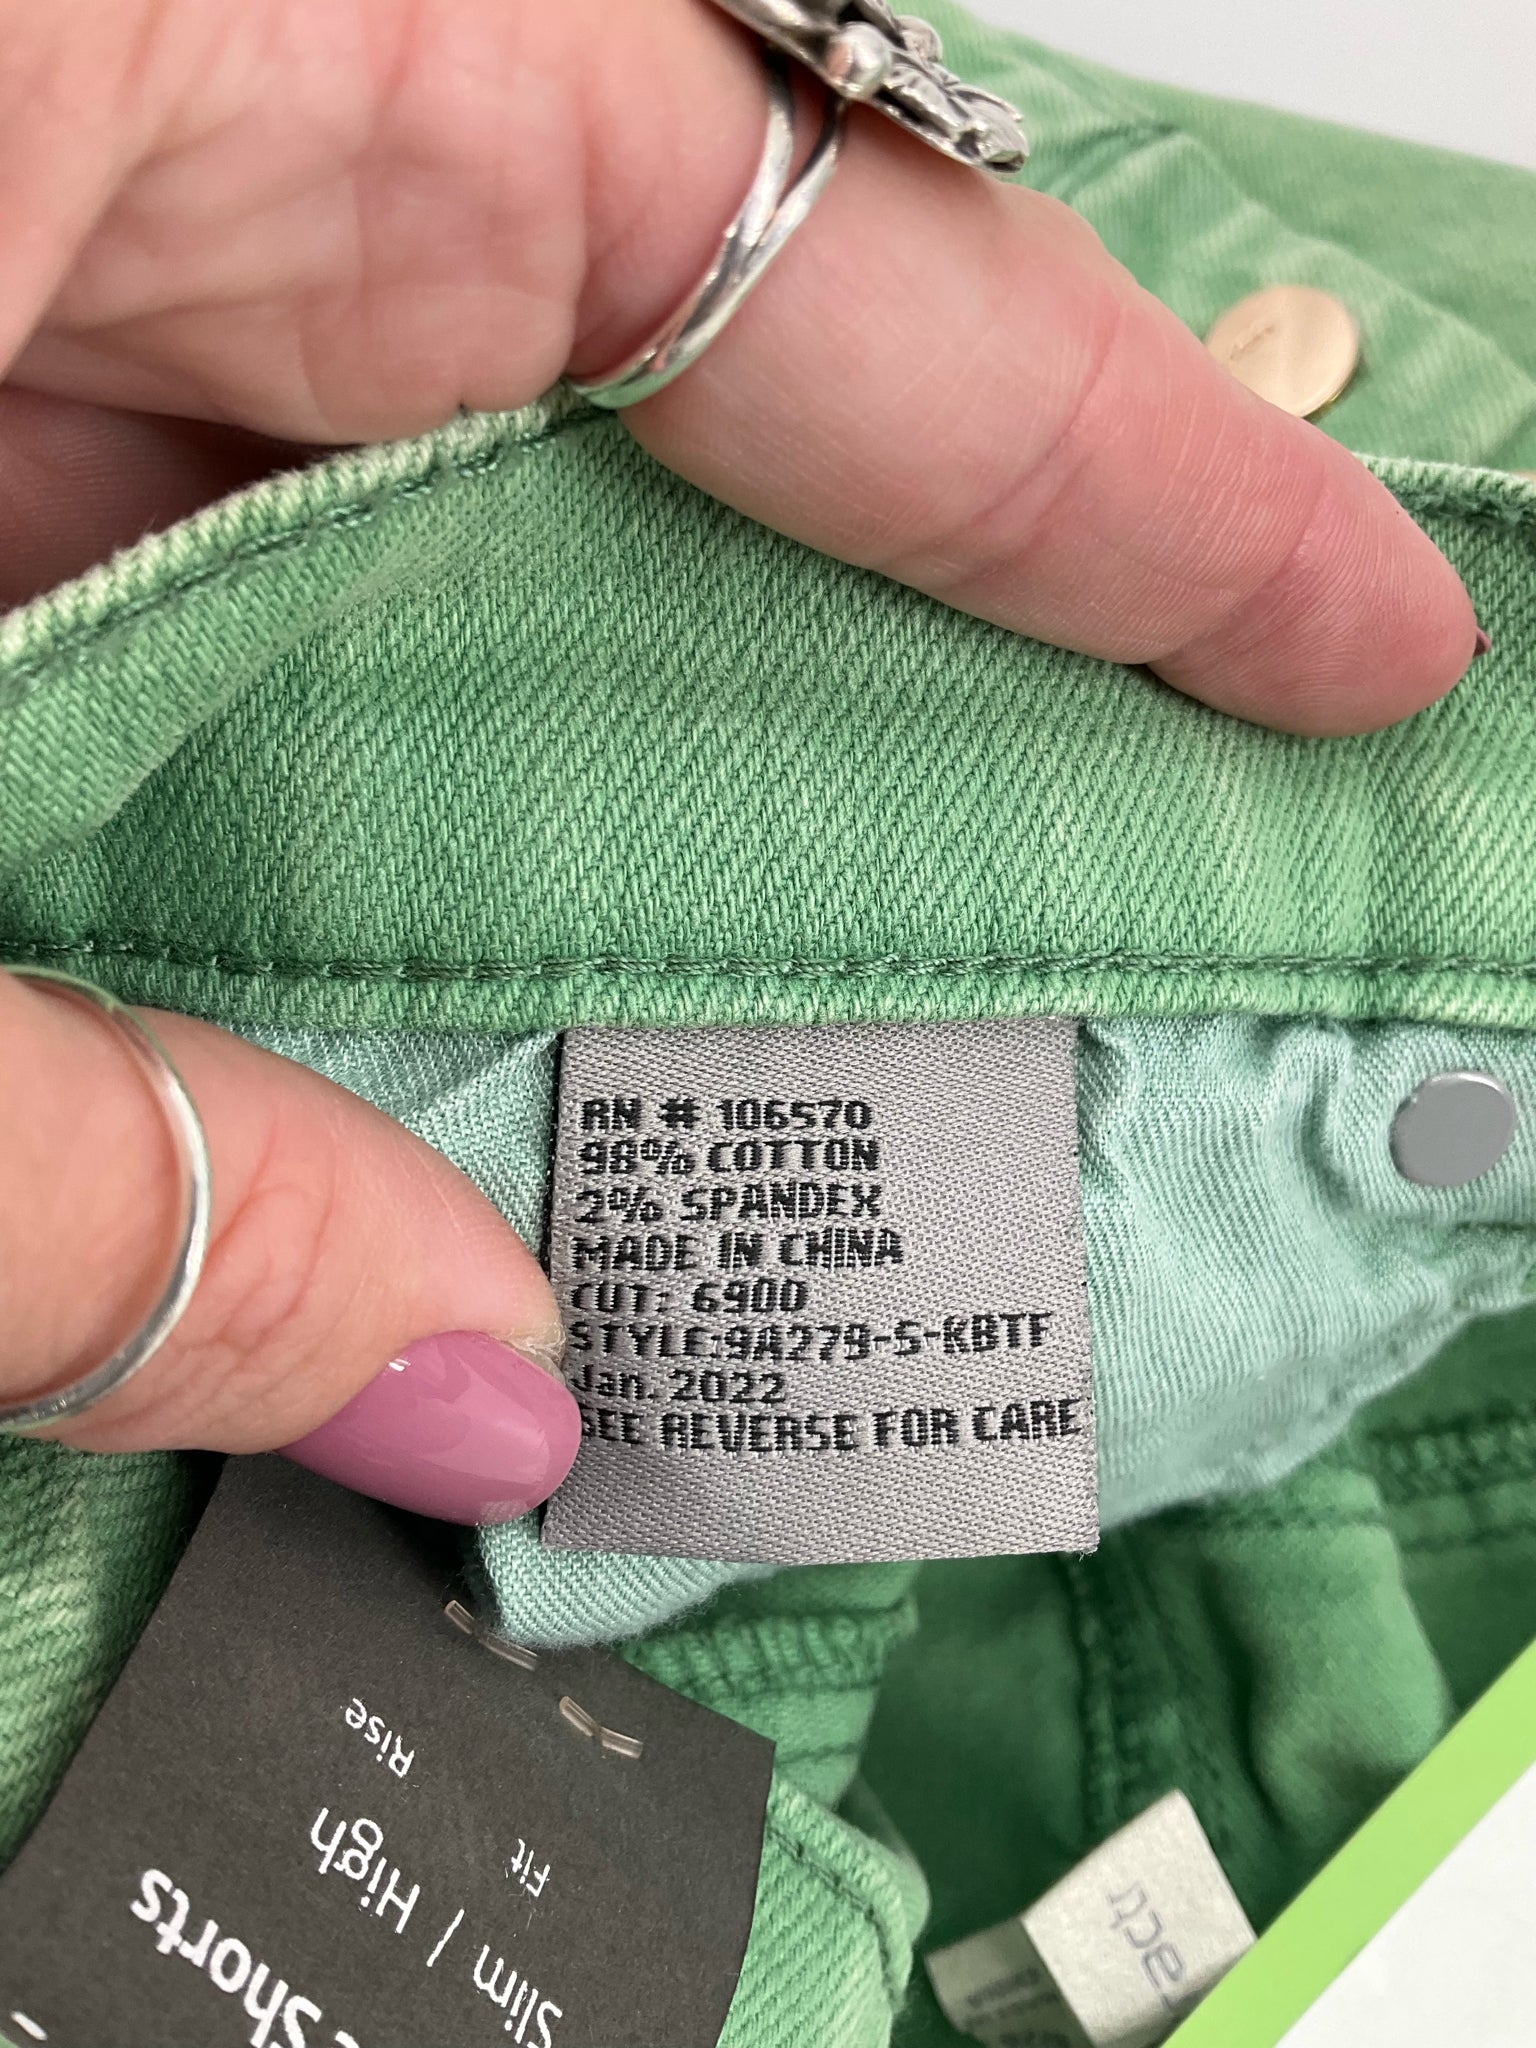 RN # 106570
98% COTTON
2% SPANDEX
MADE IN CHINA
CUT: 6900
STYLE:9A279-S-KBTF
Jan. 2022
SEE REVERSE FOR CARE
Rise
Fit
Slim / High
Shorts